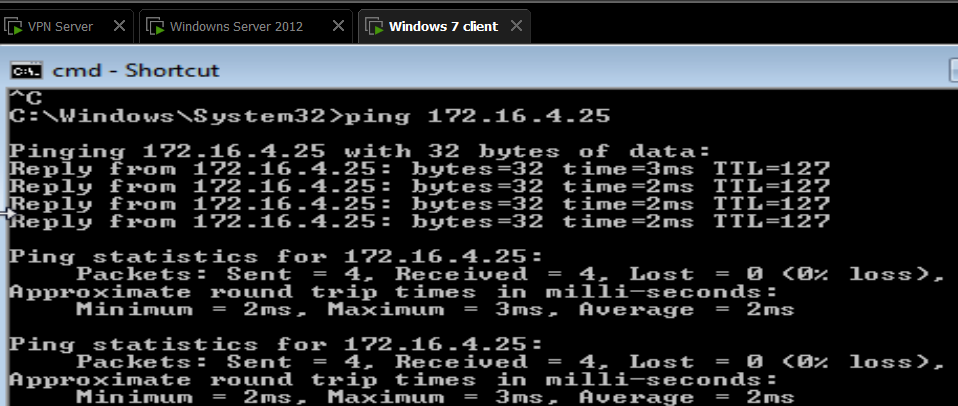 VPN Server
Windowns Server 2012
Windows 7 client
cmd - Shortcut
^C
C:\Windows\System32>ping 172.16.4.25
Pinging 172.16.4.25 with 32 bytes of data:
Reply from 172.16.4.25: bytes=32 time=3ms TTL=127
Reply from 172.16.4.25: bytes=32 time=2ms TTL=127
Reply from 172.16.4.25: bytes=32 time=2ms TTL=127
Reply from 172.16.4.25: bytes=32 time=2ms TTL=127
Ping statistics for 172.16.4.25:
Packets: Sent = 4, Received = 4, Lost = 0 (0% loss),
Approximate round trip times in milli-seconds:
Minimum = 2ms, Maximum = 3ms, Average = 2ms
Ping statistics for 172.16.4.25:
Packets: Sent = 4, Received = 4, Lost = 0 (0% loss),
Approximate round trip times in milli-seconds:
Minimum = 2ms, Maximum = 3ms, Average = 2ms